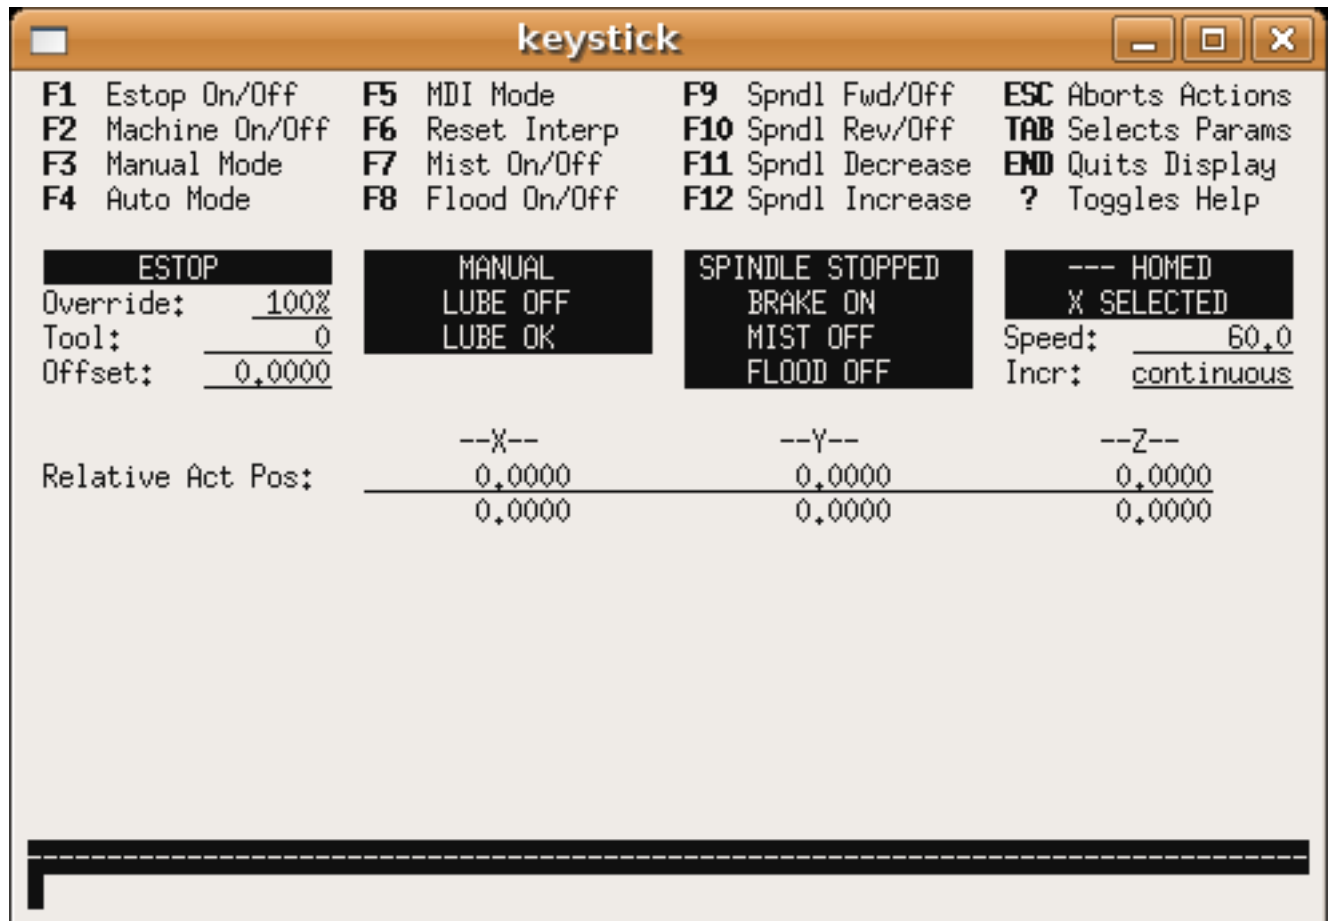 keystick
F1 Estop On/Off F5 MDI Mode F9 Spndl Fwd/Off ESC Aborts Actions
F2 Machine On/Off F6 Reset Interp F10 Spndl Rev/Off TAB Selects Params
F3 Manual Mode F7 Mist On/Off F11 Spndl Decrease END Quits Display
F4 Auto Mode F8 Flood On/Off F12 Spndl Increase ? Toggles Help
ESTOP MANUAL SPINDLE STOPPED --- HOMED
Override: 100% LUBE OFF BRAKE ON X SELECTED
Tool: 0 LUBE OK MIST OFF Speed: 60.0
Offset: 0.0000 FLOOD OFF Incr: continuous
--X-- --Y-- --Z--
Relative Act Pos: 0.0000 0.0000 0.0000
0.0000 0.0000 0.0000
--------------------------------------------------------------------------------